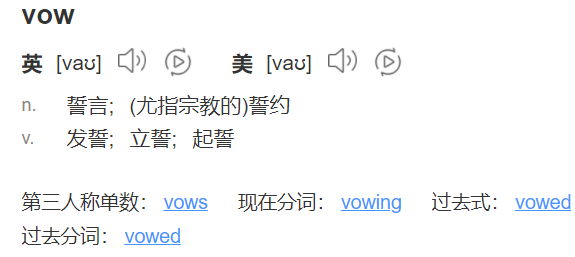 vow
英 [vaʊ] 美 [vaʊ]
n. 誓言；(尤指宗教的)誓约
v. 发誓；立誓；起誓
第三人称单数： vows 现在分词： vowing 过去式： vowed
过去分词： vowed